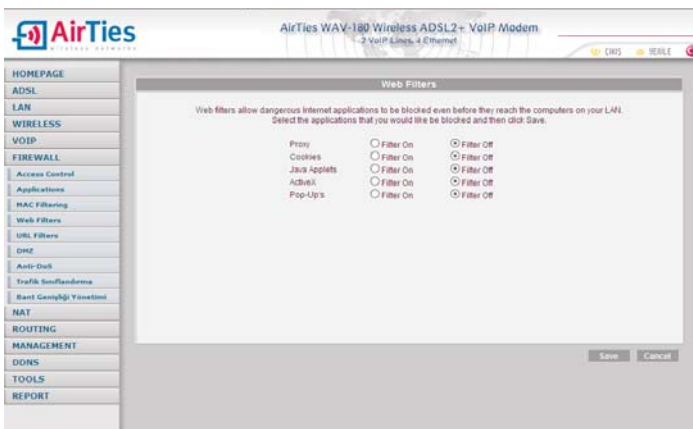 AirTies
wireless networks
AirTies WAV-180 Wireless ADSL2+ VoIP Modem
2 VoIP Lines, 4 Ethernet
ÇIKIŞ
YENİLE
HOMEPAGE
ADSL
LAN
WIRELESS
VOIP
FIREWALL
Access Control
Applications
MAC Filtering
Web Filters
URL Filters
DMZ
Anti-DoS
Trafik Sınıflandırma
Bant Genişliği Yönetimi
NAT
ROUTING
MANAGEMENT
DDNS
TOOLS
REPORT
Web Filters
Web filters allow dangerous Internet applications to be blocked even before they reach the computers on your LAN.
Select the applications that you would like be blocked and then click Save.
Proxy Filter On Filter Off
Cookies Filter On Filter Off
Java Applets Filter On Filter Off
ActiveX Filter On Filter Off
Pop-Up's Filter On Filter Off
Save Cancel